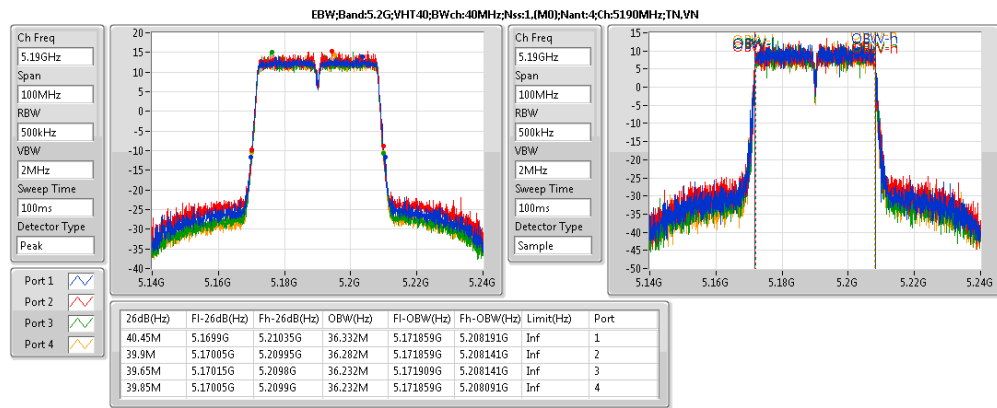 EBW;Band:5.2G;VHT40;BWch:40MHz;Nss:1,(M0);Nant:4;Ch:5190MHz;TN,VN
Ch Freq
5.19GHz
Span
100MHz
RBW
500kHz
VBW
2MHz
Sweep Time
100ms
Detector Type
Peak
20
15
10
5
0
-5
-10
-15
-20
-25
-30
-35
-40
5.14G
5.16G
5.18G
5.2G
5.22G
5.24G
Ch Freq
5.19GHz
Span
100MHz
RBW
500kHz
VBW
2MHz
Sweep Time
100ms
Detector Type
Sample
15
10
5
0
-5
-10
-15
-20
-25
-30
-35
-40
-45
-50
OBW-l
OBW-h
OBW-h
5.14G
5.16G
5.18G
5.2G
5.22G
5.24G
Port 1
Port 2
Port 3
Port 4
26dB(Hz) Fl-26dB(Hz) Fh-26dB(Hz) OBW(Hz) Fl-OBW(Hz) Fh-OBW(Hz) Limit(Hz) Port
40.45M 5.1699G 5.21035G 36.332M 5.171859G 5.208191G Inf 1
39.9M 5.17005G 5.20995G 36.282M 5.171859G 5.208141G Inf 2
39.65M 5.17015G 5.2098G 36.232M 5.171909G 5.208141G Inf 3
39.85M 5.17005G 5.2099G 36.232M 5.171859G 5.208091G Inf 4